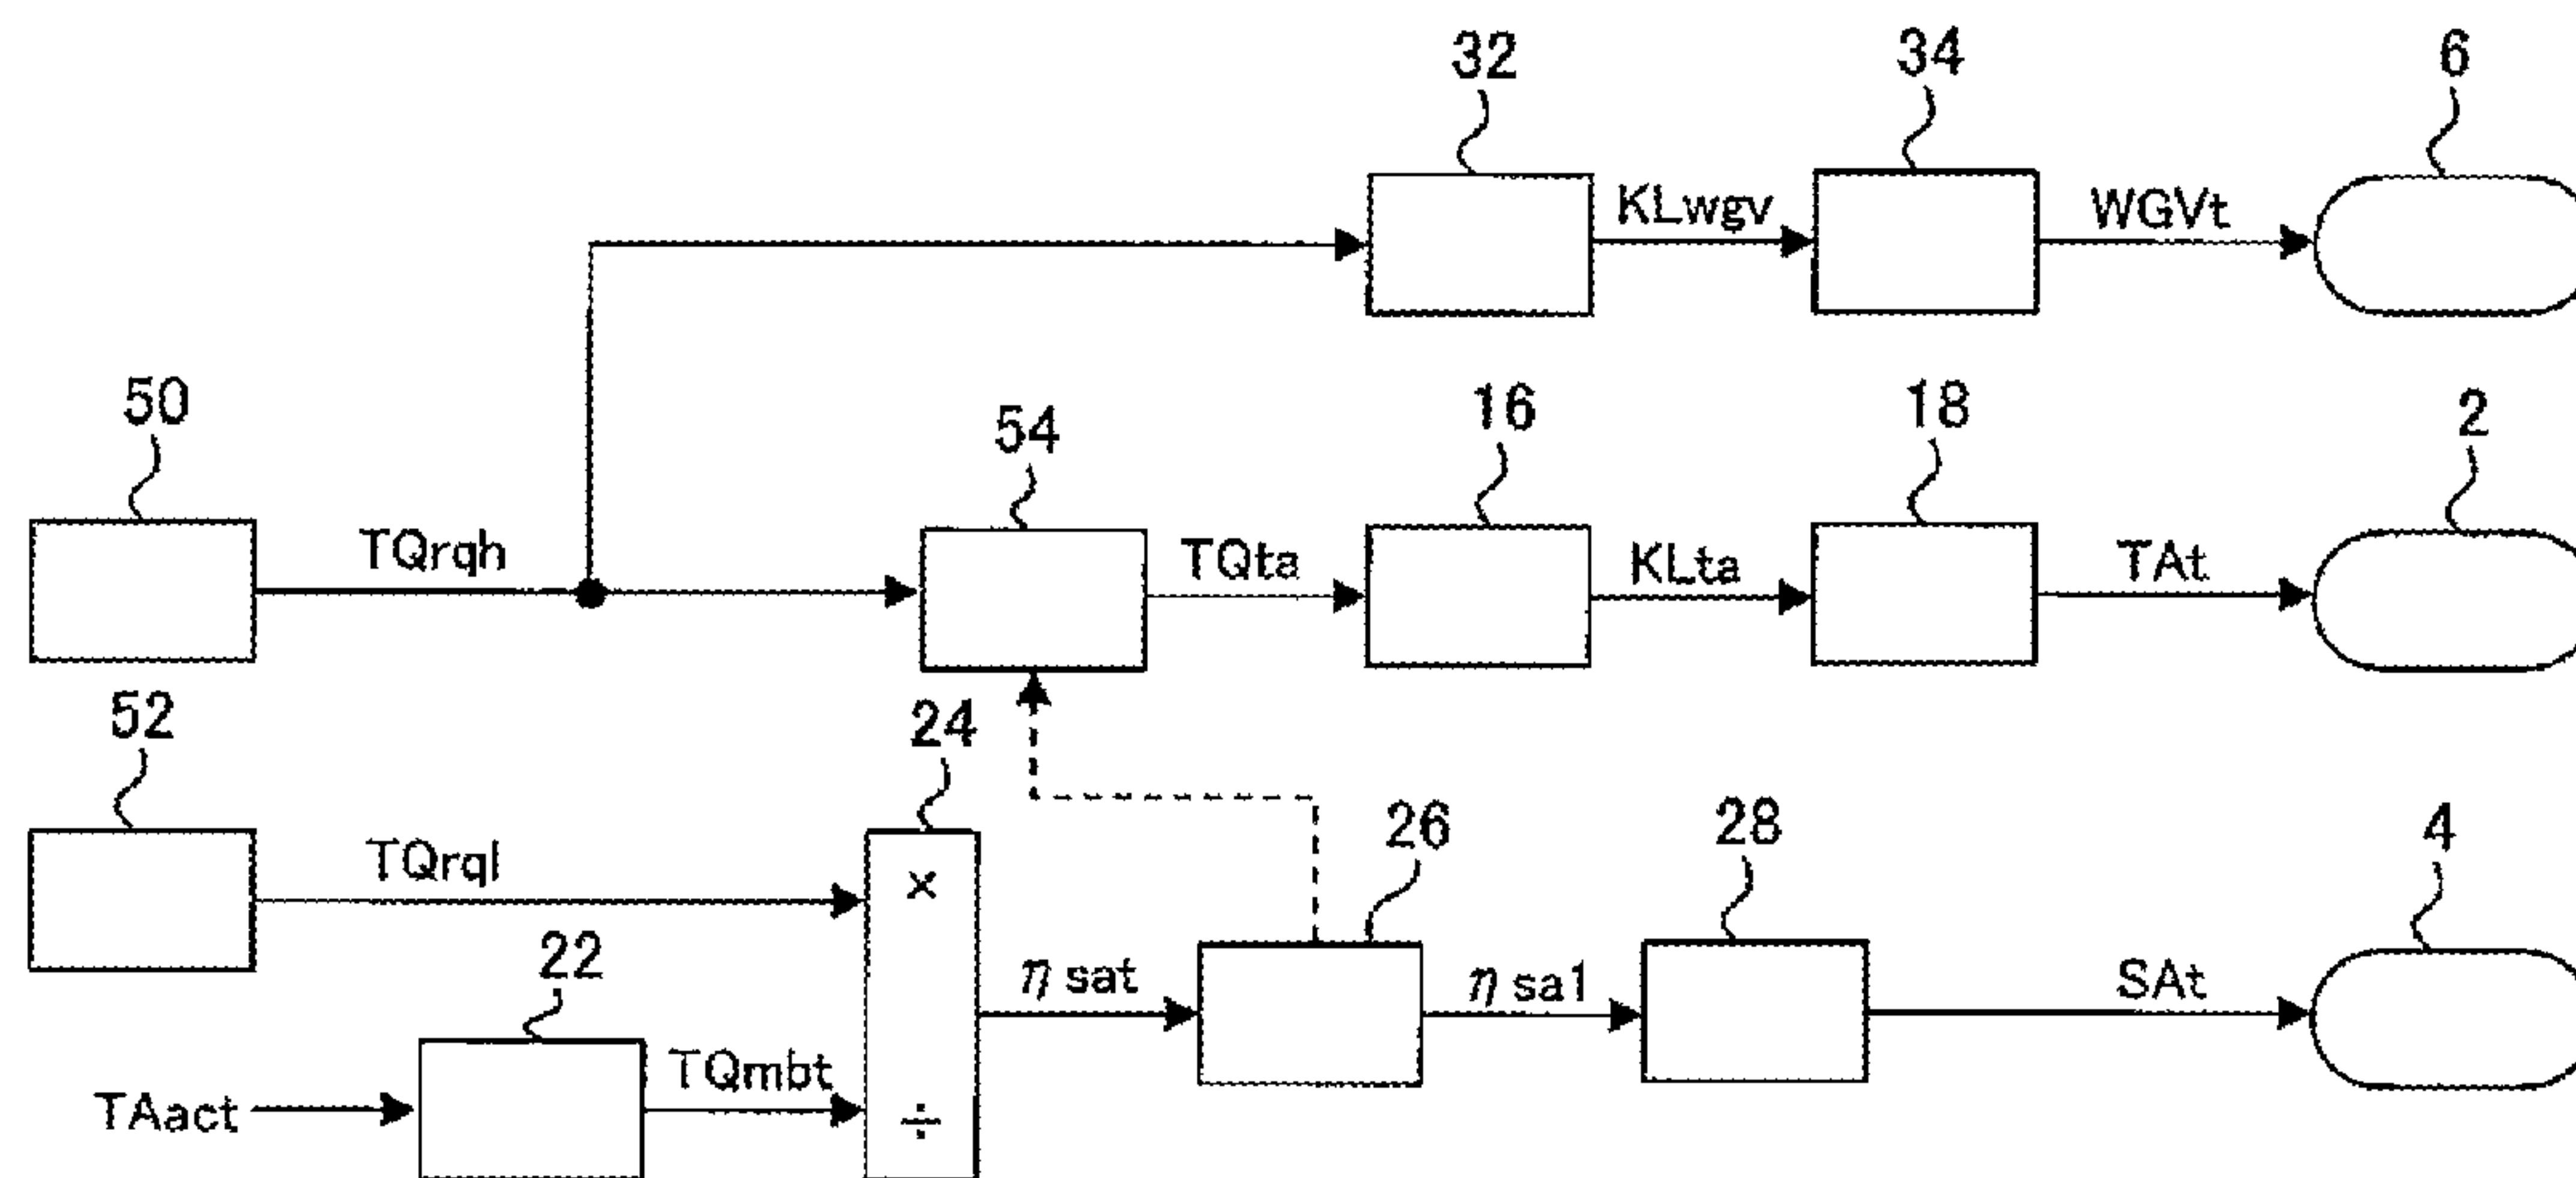 32 34 6
KLwgv WGVt
50 54 16 18 2
TQrqh TQta KLta TAt
52 24 26 28 4
TQrql ×
22 η sat η sa1 SAt
TAact TQmbt ÷